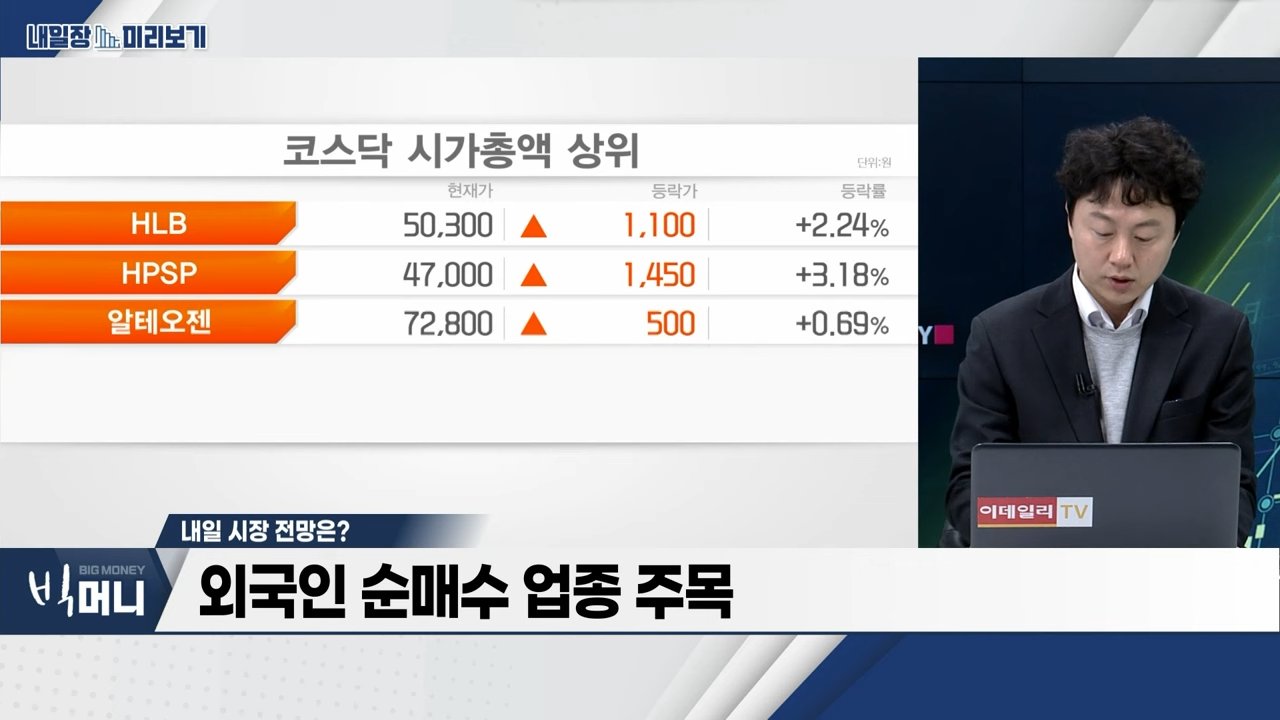 내일장 미리보기
코스닥 시가총액 상위
단위:원
현재가 등락가 등락률
HLB 50,300 ▲ 1,100 +2.24%
HPSP 47,000 ▲ 1,450 +3.18%
알테오젠 72,800 ▲ 500 +0.69%
Y
이데일리TV
내일 시장 전망은?
BIG MONEY
빅머니
외국인 순매수 업종 주목